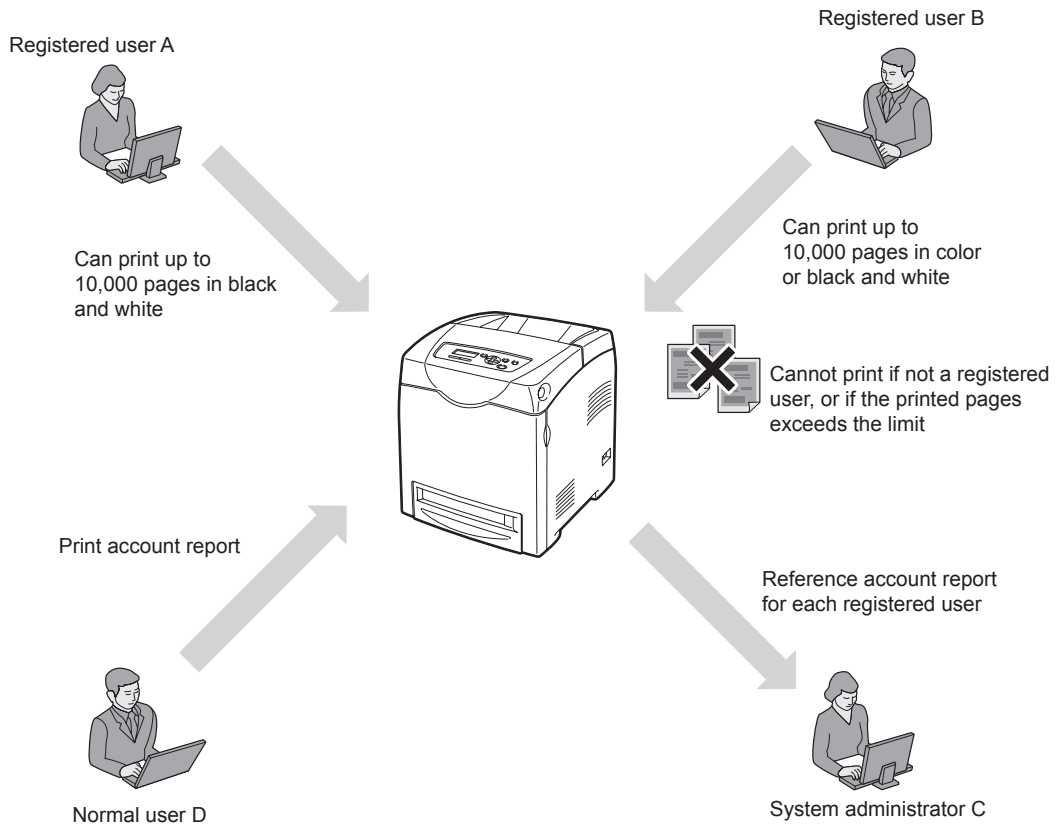 Registered user B
Registered user A
Can print up to
10,000 pages in color
or black and white
Can print up to
10,000 pages in black
and white
Cannot print if not a registered
user, or if the printed pages
exceeds the limit
Print account report
Reference account report
for each registered user
Normal user D
System administrator C